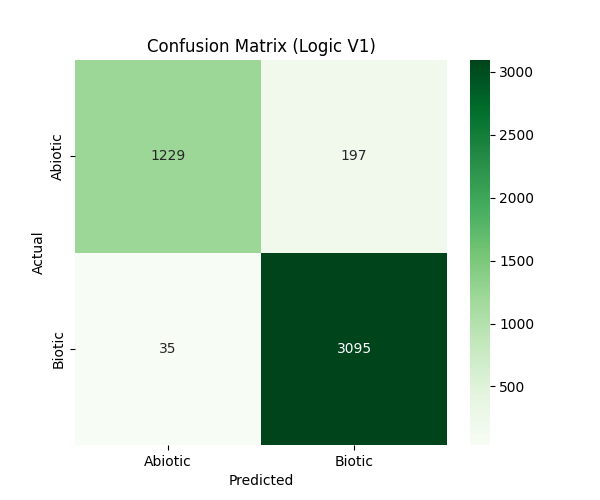 Confusion Matrix (Logic V1)
Actual
Abiotic
1229
197
Biotic
35
3095
Abiotic
Biotic
Predicted
3000
2500
2000
1500
1000
500